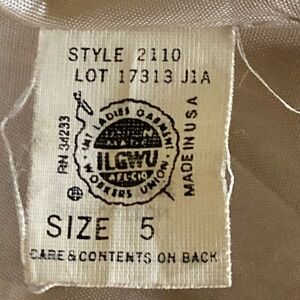 STYLE 2110
LOT 17313 J1A
RN 34233
INT LADIES GARMENT
WORKERS UNION
UNION
MADE
ILGWU
AFL-CIO
MADE IN USA
SIZE 5
CARE & CONTENTS ON BACK